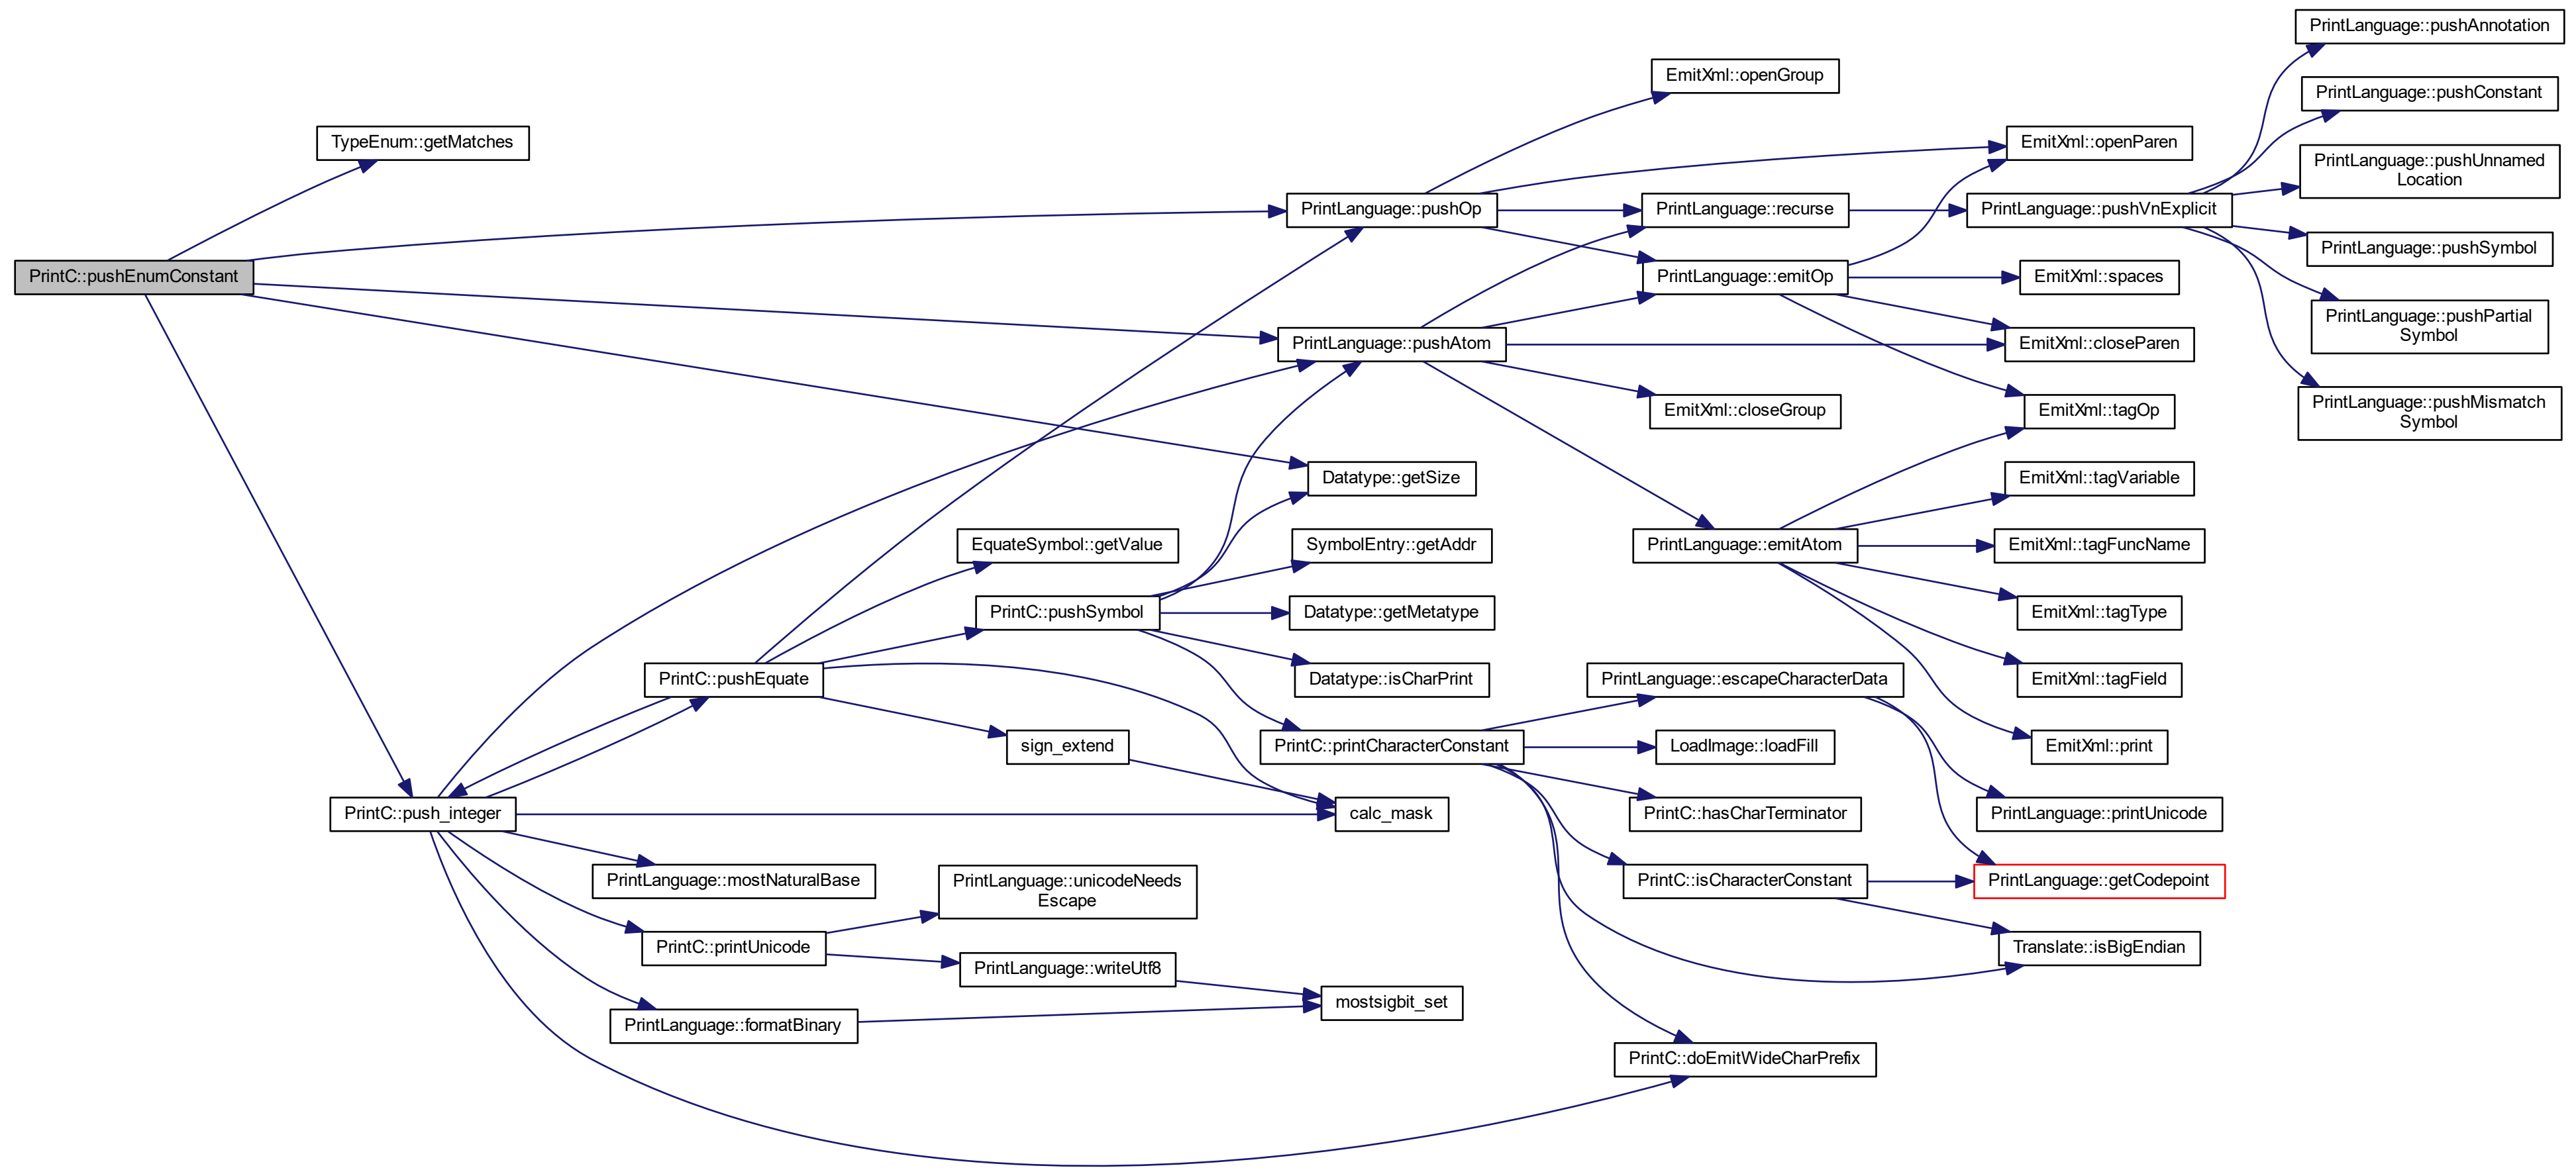 PrintLanguage::pushAnnotation
EmitXml::openGroup
PrintLanguage::pushConstant
TypeEnum::getMatches
EmitXml::openParen
PrintLanguage::pushUnnamed
Location
PrintLanguage::pushOp
PrintLanguage::recurse
PrintLanguage::pushVnExplicit
PrintLanguage::pushSymbol
PrintC::pushEnumConstant
PrintLanguage::emitOp
EmitXml::spaces
PrintLanguage::pushPartial
Symbol
PrintLanguage::pushAtom
EmitXml::closeParen
EmitXml::closeGroup
EmitXml::tagOp
PrintLanguage::pushMismatch
Symbol
Datatype::getSize
EmitXml::tagVariable
EquateSymbol::getValue
SymbolEntry::getAddr
PrintLanguage::emitAtom
EmitXml::tagFuncName
PrintC::pushSymbol
Datatype::getMetatype
EmitXml::tagType
PrintC::pushEquate
Datatype::isCharPrint
PrintLanguage::escapeCharacterData
EmitXml::tagField
sign_extend
PrintC::printCharacterConstant
LoadImage::loadFill
EmitXml::print
PrintC::push_integer
calc_mask
PrintC::hasCharTerminator
PrintLanguage::printUnicode
PrintLanguage::mostNaturalBase
PrintLanguage::unicodeNeeds
Escape
PrintC::isCharacterConstant
PrintLanguage::getCodepoint
PrintC::printUnicode
Translate::isBigEndian
PrintLanguage::writeUtf8
mostsigbit_set
PrintLanguage::formatBinary
PrintC::doEmitWideCharPrefix